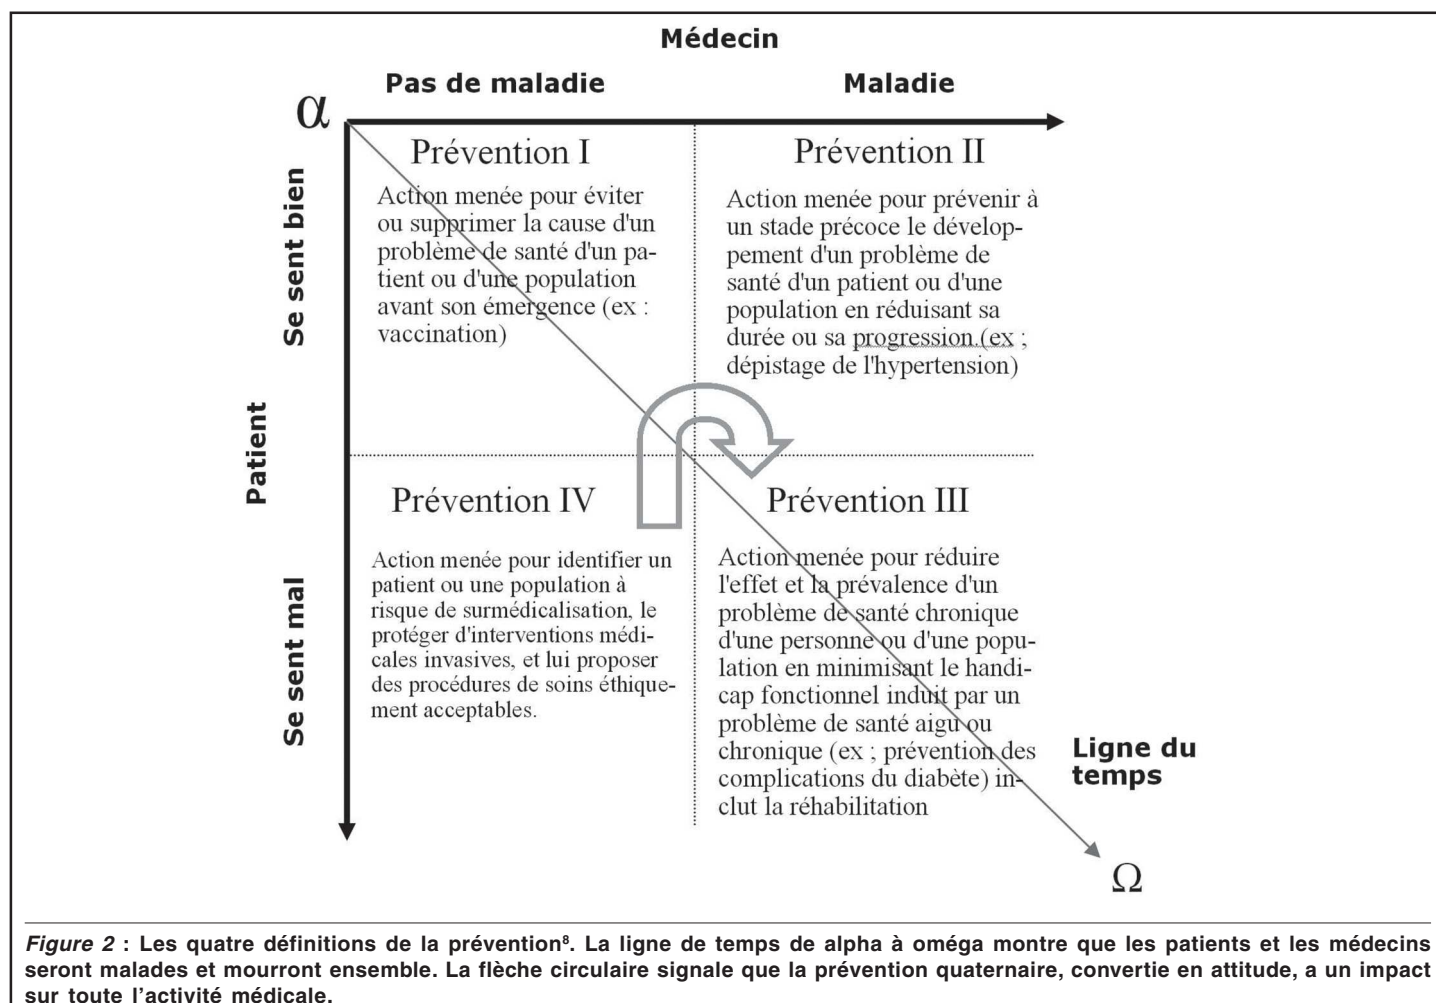 Médecin
Pas de maladie
Maladie
α
Se sent bien
Patient
Se sent mal
Prévention I
Action menée pour éviter
ou supprimer la cause d'un
problème de santé d'un pa-
tient ou d'une population
avant son émergence (ex :
vaccination)
Prévention II
Action menée pour prévenir à
un stade précoce le dévelop-
pement d'un problème de
santé d'un patient ou d'une
population en réduisant sa
durée ou sa progression.(ex ;
dépistage de l'hypertension)
Prévention IV
Action menée pour identifier un
patient ou une population à
risque de surmédicalisation, le
protéger d'interventions médi-
cales invasives, et lui proposer
des procédures de soins éthique-
ment acceptables.
Prévention III
Action menée pour réduire
l'effet et la prévalence d'un
problème de santé chronique
d'une personne ou d'une popu-
lation en minimisant le handi-
cap fonctionnel induit par un
problème de santé aigu ou
chronique (ex ; prévention des
complications du diabète) in-
clut la réhabilitation
Ligne du
temps
Ω
Figure 2 : Les quatre définitions de la prévention⁸. La ligne de temps de alpha à oméga montre que les patients et les médecins
seront malades et mourront ensemble. La flèche circulaire signale que la prévention quaternaire, convertie en attitude, a un impact
sur toute l'activité médicale.